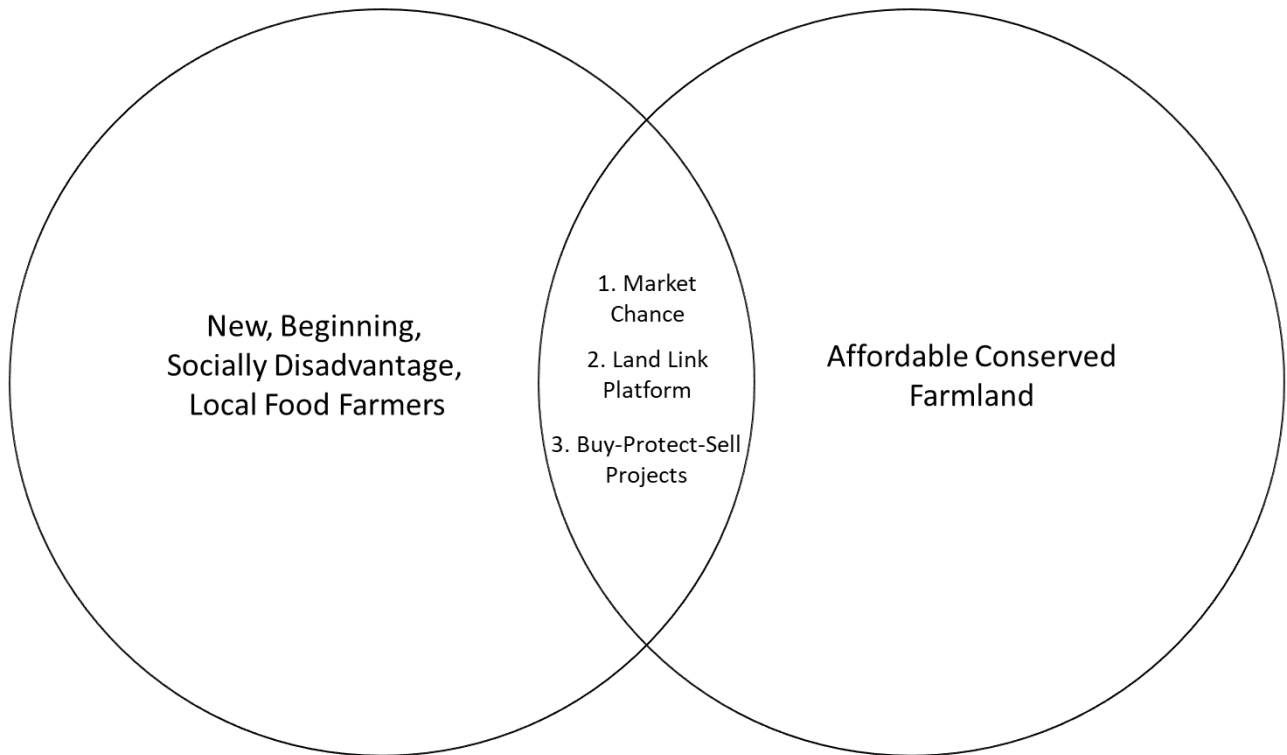 New, Beginning,
Socially Disadvantage,
Local Food Farmers
1. Market
Chance
2. Land Link
Platform
3. Buy-Protect-Sell
Projects
Affordable Conserved
Farmland